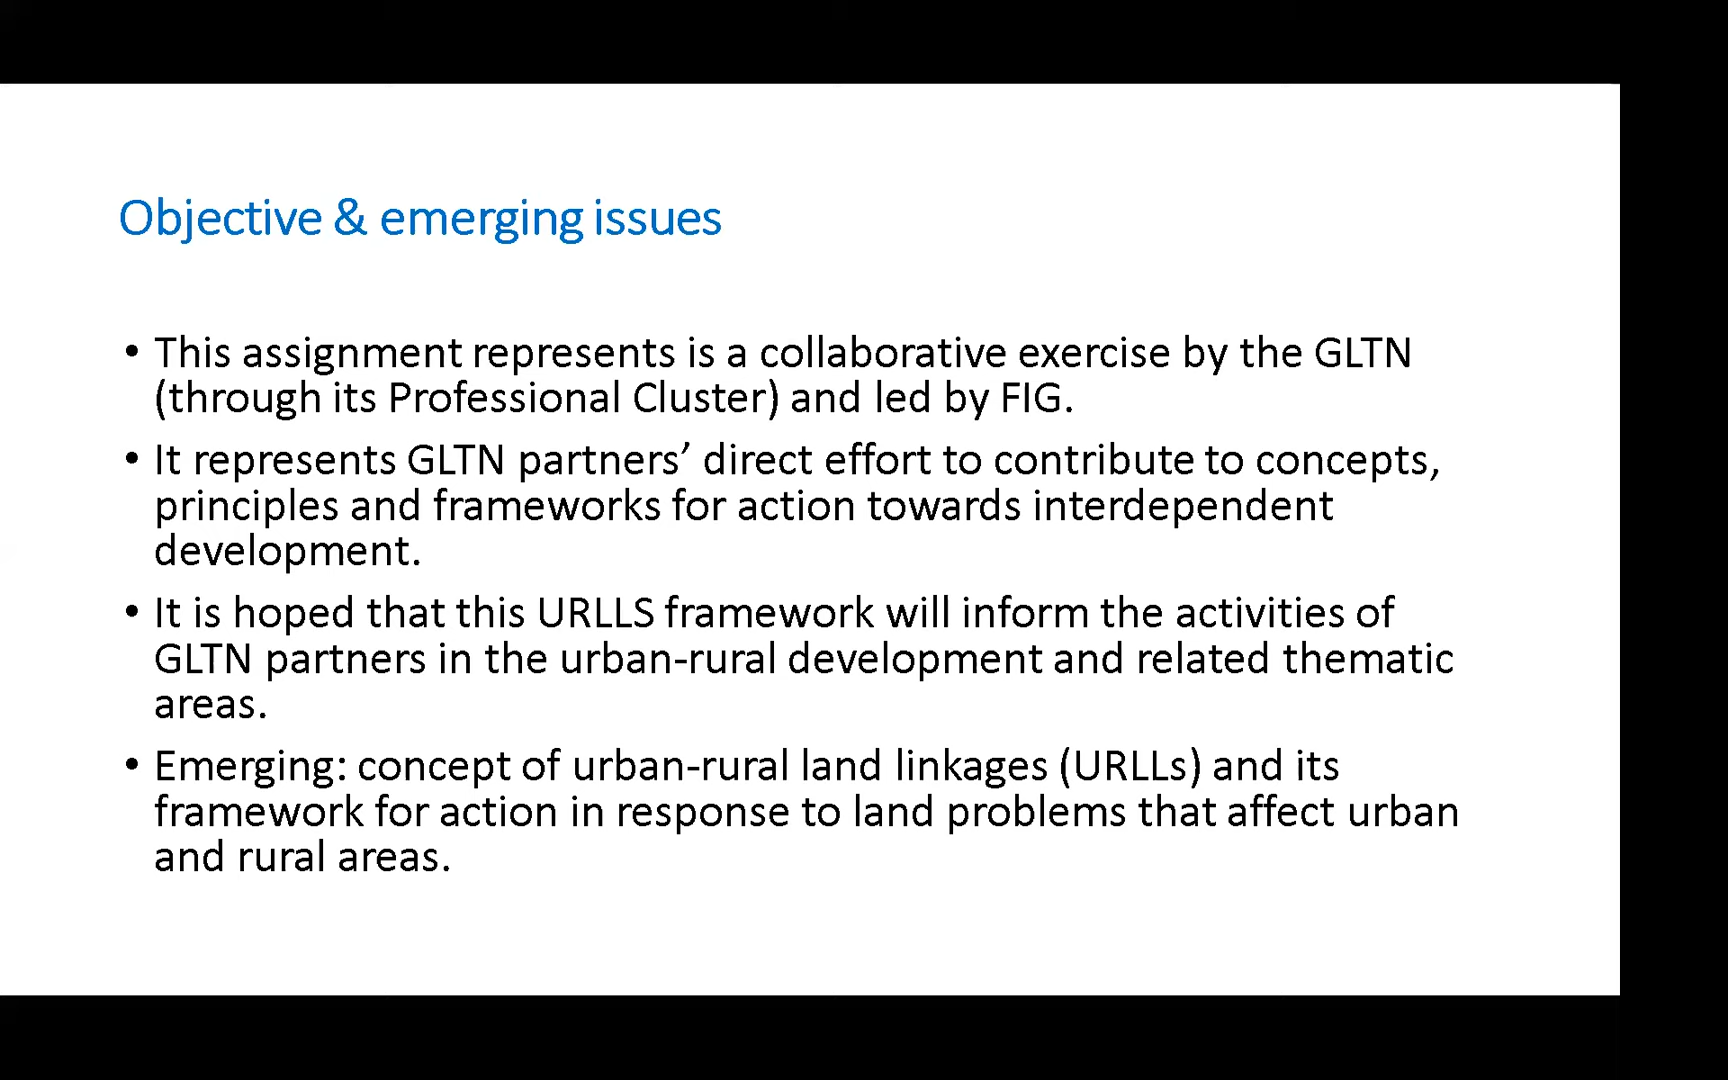 Objective & emerging issues
• This assignment represents is a collaborative exercise by the GLTN
(through its Professional Cluster) and led by FIG.
• It represents GLTN partners’ direct effort to contribute to concepts,
principles and frameworks for action towards interdependent
development.
• It is hoped that this URLLS framework will inform the activities of
GLTN partners in the urban-rural development and related thematic
areas.
• Emerging: concept of urban-rural land linkages (URLLs) and its
framework for action in response to land problems that affect urban
and rural areas.